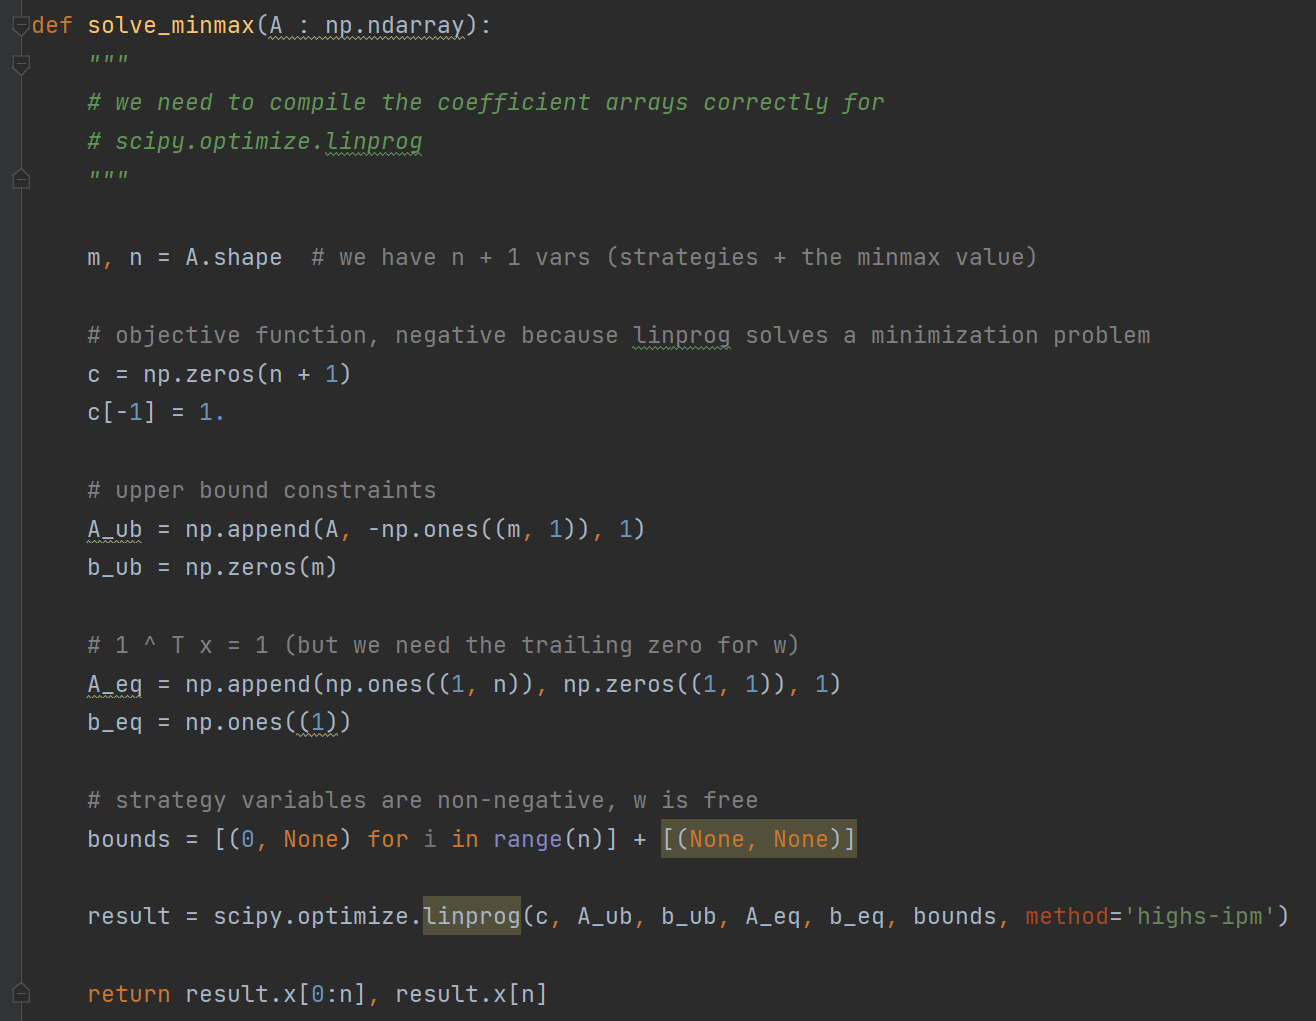 def solve_minmax(A : np.ndarray):
    """
    # we need to compile the coefficient arrays correctly for
    # scipy.optimize.linprog
    """
    m, n = A.shape  # we have n + 1 vars (strategies + the minmax value)
    # objective function, negative because linprog solves a minimization problem
    c = np.zeros(n + 1)
    c[-1] = 1.
    # upper bound constraints
    A_ub = np.append(A, -np.ones((m, 1)), 1)
    b_ub = np.zeros(m)
    # 1 ^ T x = 1 (but we need the trailing zero for w)
    A_eq = np.append(np.ones((1, n)), np.zeros((1, 1)), 1)
    b_eq = np.ones((1))
    # strategy variables are non-negative, w is free
    bounds = [(0, None) for i in range(n)] + [(None, None)]
    result = scipy.optimize.linprog(c, A_ub, b_ub, A_eq, b_eq, bounds, method='highs-ipm')
    return result.x[0:n], result.x[n]